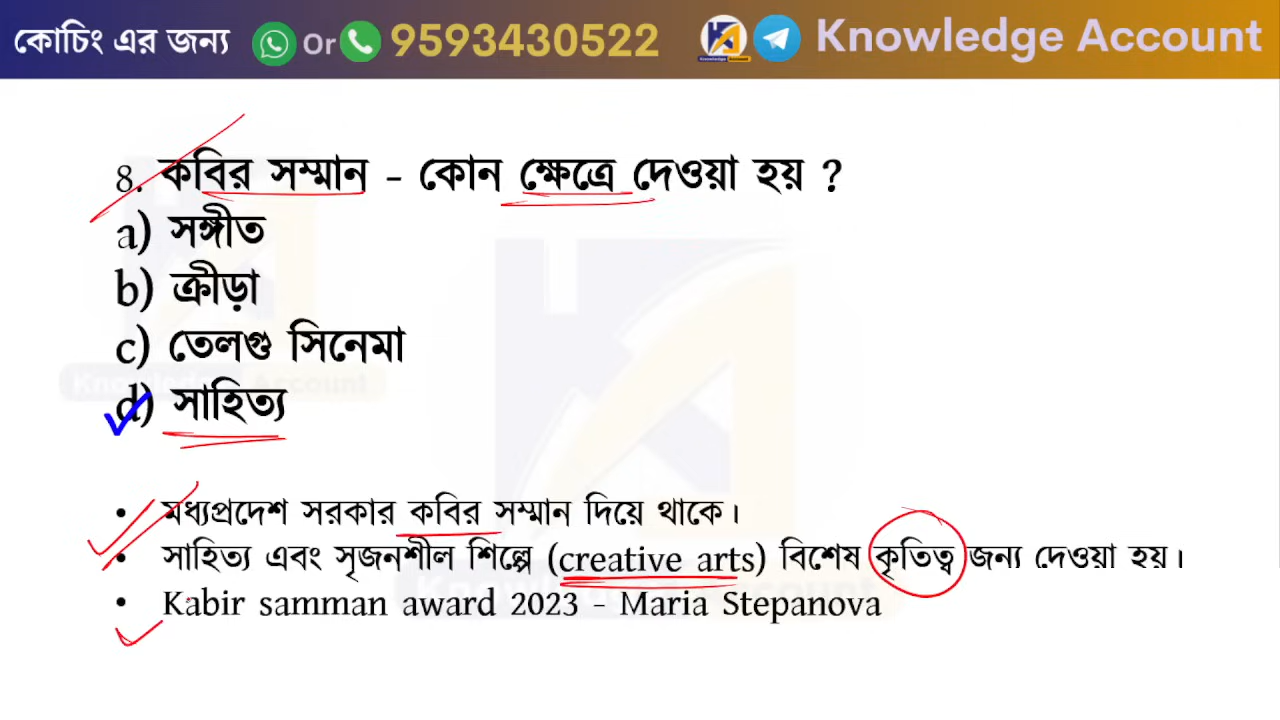 কোচিং এর জন্য Or 9593430522 Knowledge Account
8. কবির সম্মান - কোন ক্ষেত্রে দেওয়া হয় ?
a) সঙ্গীত
b) ক্রীড়া
c) তেলগু সিনেমা
d) সাহিত্য
• মধ্যপ্রদেশ সরকার কবির সম্মান দিয়ে থাকে।
• সাহিত্য এবং সৃজনশীল শিল্পে (creative arts) বিশেষ কৃতিত্ব জন্য দেওয়া হয়।
• Kabir samman award 2023 - Maria Stepanova